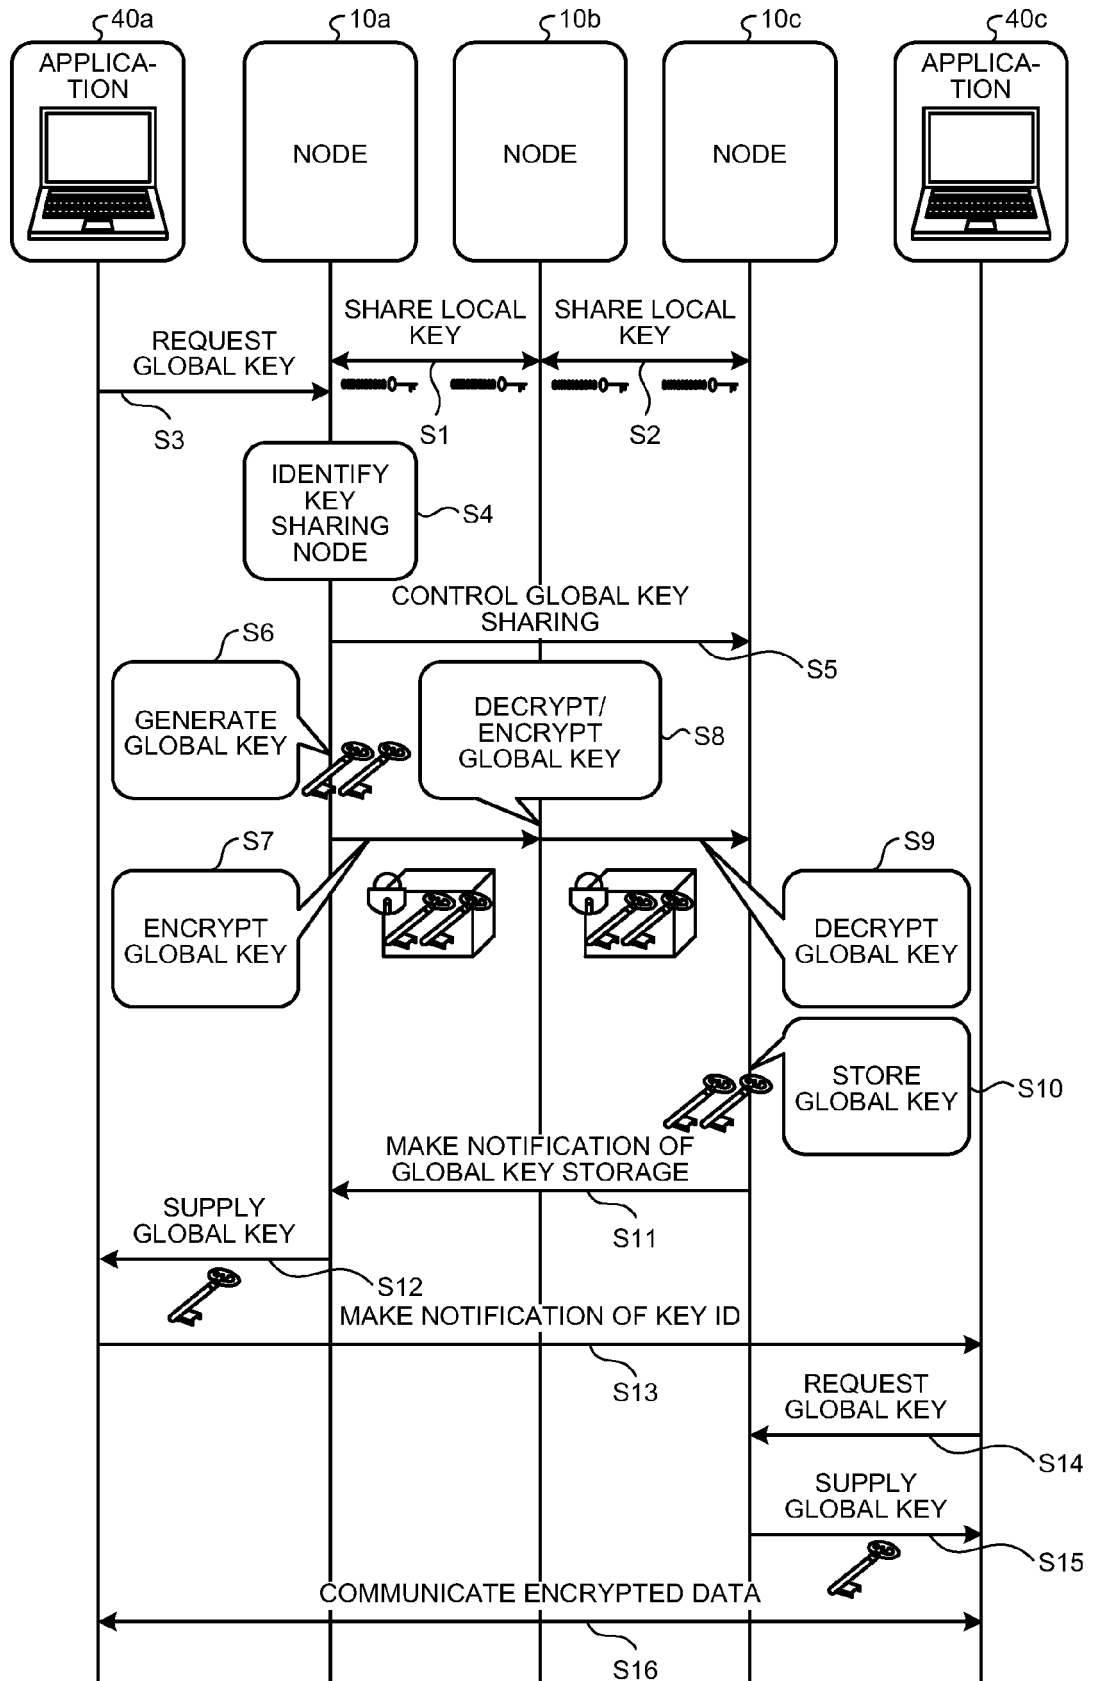 40a
10a
10b
10c
40c
APPLICA-
TION
NODE
NODE
NODE
APPLICA-
TION
SHARE LOCAL
KEY
SHARE LOCAL
KEY
REQUEST
GLOBAL KEY
S1
S2
S3
IDENTIFY
KEY
SHARING
NODE
S4
CONTROL GLOBAL KEY
SHARING
S5
S6
GENERATE
GLOBAL KEY
DECRYPT/
ENCRYPT
GLOBAL KEY
S8
S7
ENCRYPT
GLOBAL KEY
S9
DECRYPT
GLOBAL KEY
STORE
GLOBAL KEY
S10
MAKE NOTIFICATION OF
GLOBAL KEY STORAGE
S11
SUPPLY
GLOBAL KEY
S12
MAKE NOTIFICATION OF KEY ID
S13
REQUEST
GLOBAL KEY
S14
SUPPLY
GLOBAL KEY
S15
COMMUNICATE ENCRYPTED DATA
S16